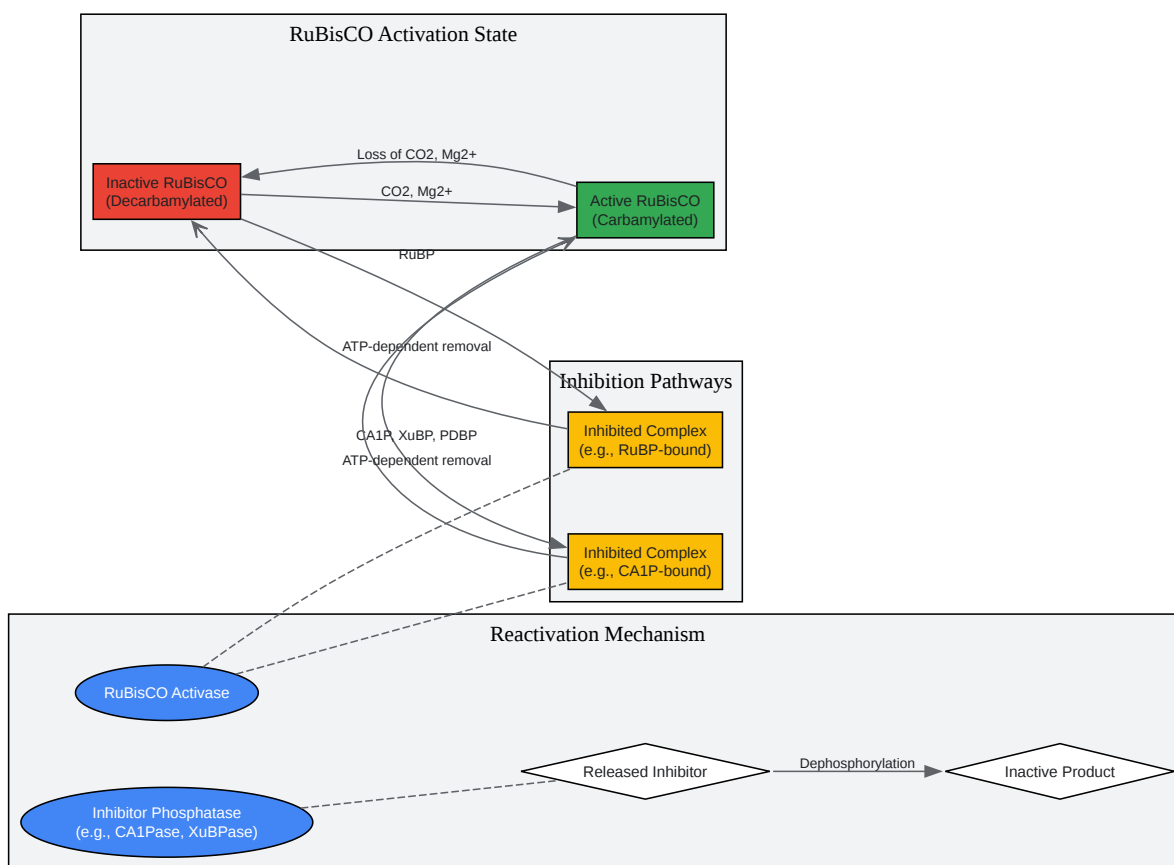 RuBisCO Activation State
Loss of CO2, Mg2+
Inactive RuBisCO
(Decarbamylated)
CO2, Mg2+
Active RuBisCO
(Carbamylated)
RuBP
ATP-dependent removal
Inhibition Pathways
Inhibited Complex
(e.g., RuBP-bound)
CA1P, XuBP, PDBP
ATP-dependent removal
Inhibited Complex
(e.g., CA1P-bound)
Reactivation Mechanism
RuBisCO Activase
Released Inhibitor
Dephosphorylation
Inactive Product
Inhibitor Phosphatase
(e.g., CA1Pase, XuBPase)